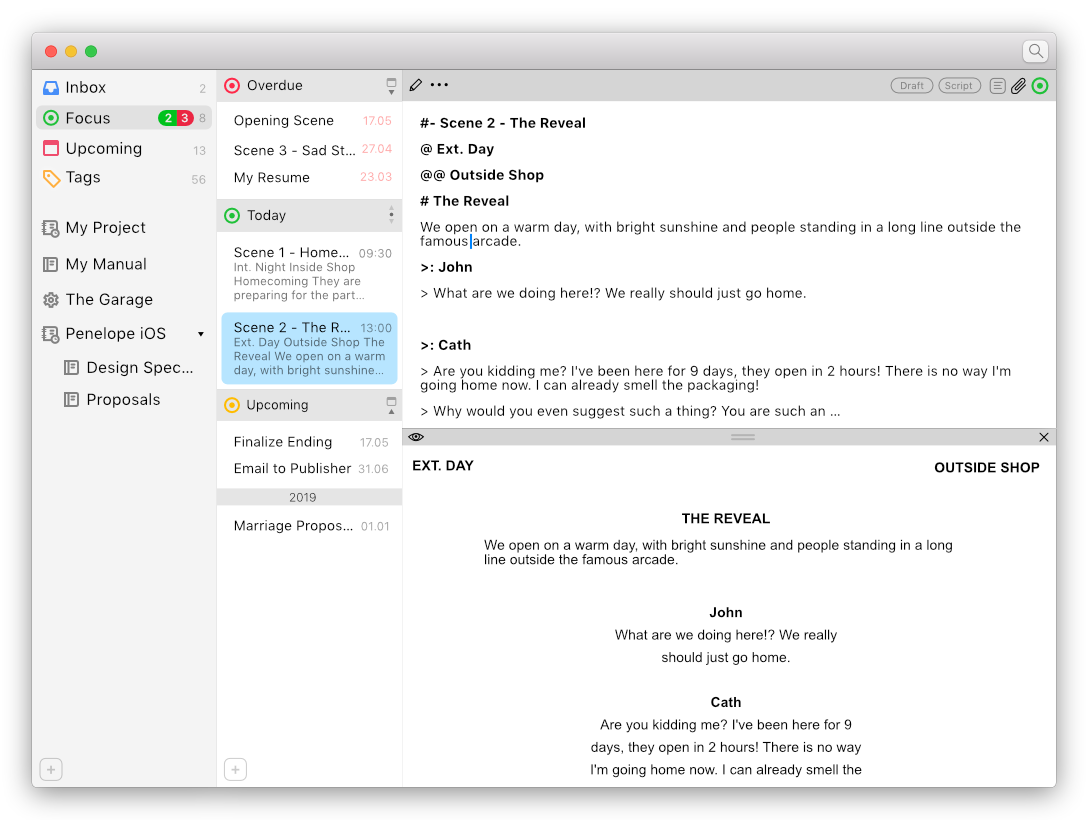 Inbox 2
Focus 2 3 8
Upcoming 13
Tags 56
My Project
My Manual
The Garage
Penelope iOS
Design Spec...
Proposals
Overdue
Opening Scene 17.05
Scene 3 - Sad St... 27.04
My Resume 23.03
Today
Scene 1 - Home... 09:30
Int. Night Inside Shop
Homecoming They are
preparing for the part...
Scene 2 - The R... 13:00
Ext. Day Outside Shop The
Reveal We open on a warm
day, with bright sunshine...
Upcoming
Finalize Ending 17.05
Email to Publisher 31.06
2019
Marriage Propos... 01.01
Draft Script
#- Scene 2 - The Reveal
@ Ext. Day
@@ Outside Shop
# The Reveal
We open on a warm day, with bright sunshine and people standing in a long line outside the
famous arcade.
>: John
> What are we doing here!? We really should just go home.
>: Cath
> Are you kidding me? I've been here for 9 days, they open in 2 hours! There is no way I'm
going home now. I can already smell the packaging!
> Why would you even suggest such a thing? You are such an ...
EXT. DAY
OUTSIDE SHOP
THE REVEAL
We open on a warm day, with bright sunshine and people standing in a long
line outside the famous arcade.
John
What are we doing here!? We really
should just go home.
Cath
Are you kidding me? I've been here for 9
days, they open in 2 hours! There is no way
I'm going home now. I can already smell the